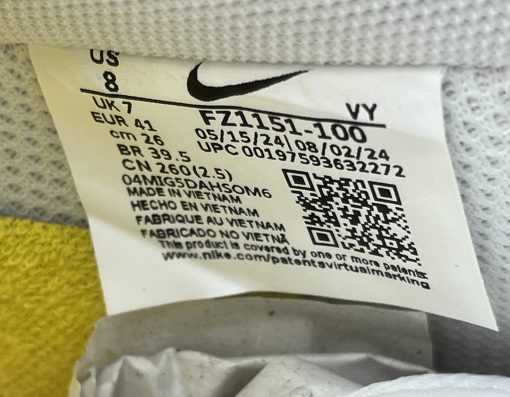 US
8
UK 7
EUR 41
cm 26
BR 39.5
CN 260(2.5)
VY
FZ1151-100
05/15/24|08/02/24
UPC 00197593632272
04MIG5DAHSOM6
MADE IN VIETNAM
HECHO EN VIETNAM
FABRIQUE AU VIETNAM
FABRICADO NO VIETNÃ
This product is covered by one or more patents
www.nike.com/patentsvirtualmarking